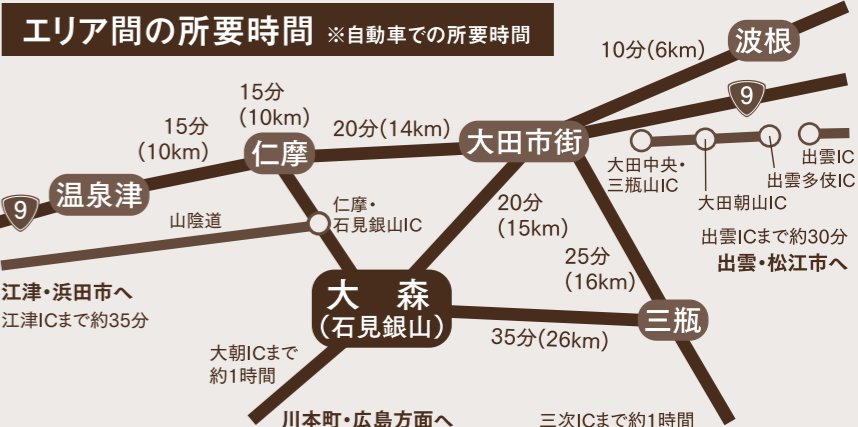 エリア間の所要時間 ※自動車での所要時間
10分(6km)
波根
9
15分
(10km)
15分
(10km)
20分(14km)
大田市街
仁摩
温泉津
9
大田中央・
三瓶山IC
大田朝山IC
出雲多伎IC
出雲IC
出雲ICまで約30分
出雲・松江市へ
山陰道
仁摩・
石見銀山IC
20分
(15km)
25分
(16km)
江津・浜田市へ
江津ICまで約35分
大　森
(石見銀山)
35分(26km)
三瓶
大朝ICまで
約1時間
川本町・広島方面へ
三次ICまで約1時間